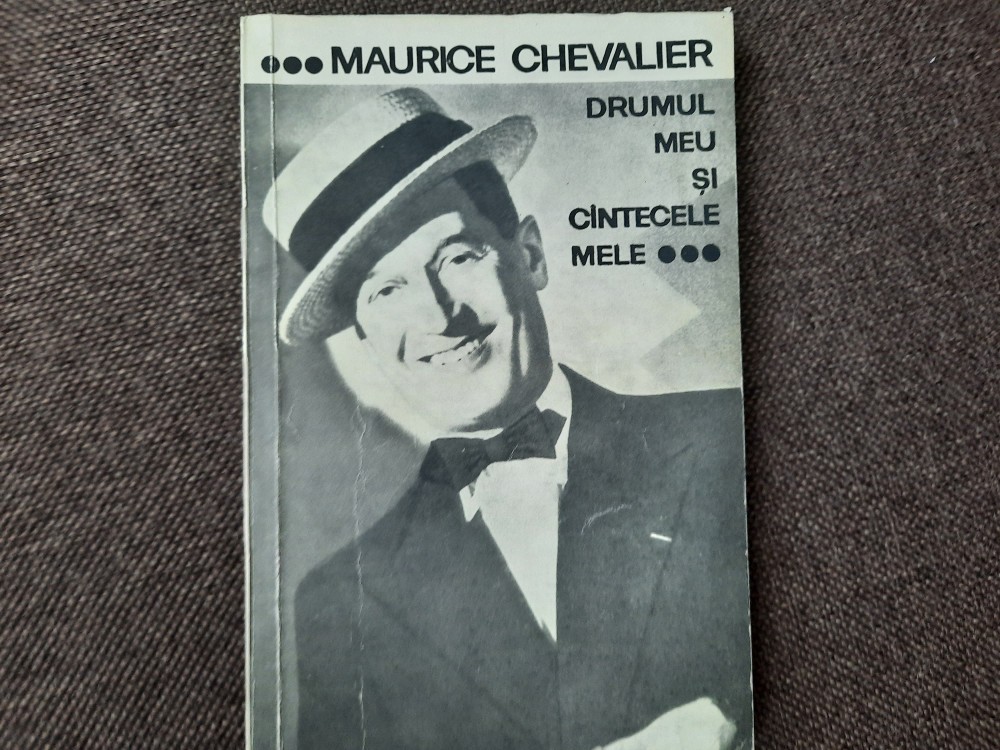 ●●● MAURICE CHEVALIER
DRUMUL
MEU
ȘI
CÎNTECELE
MELE ●●●